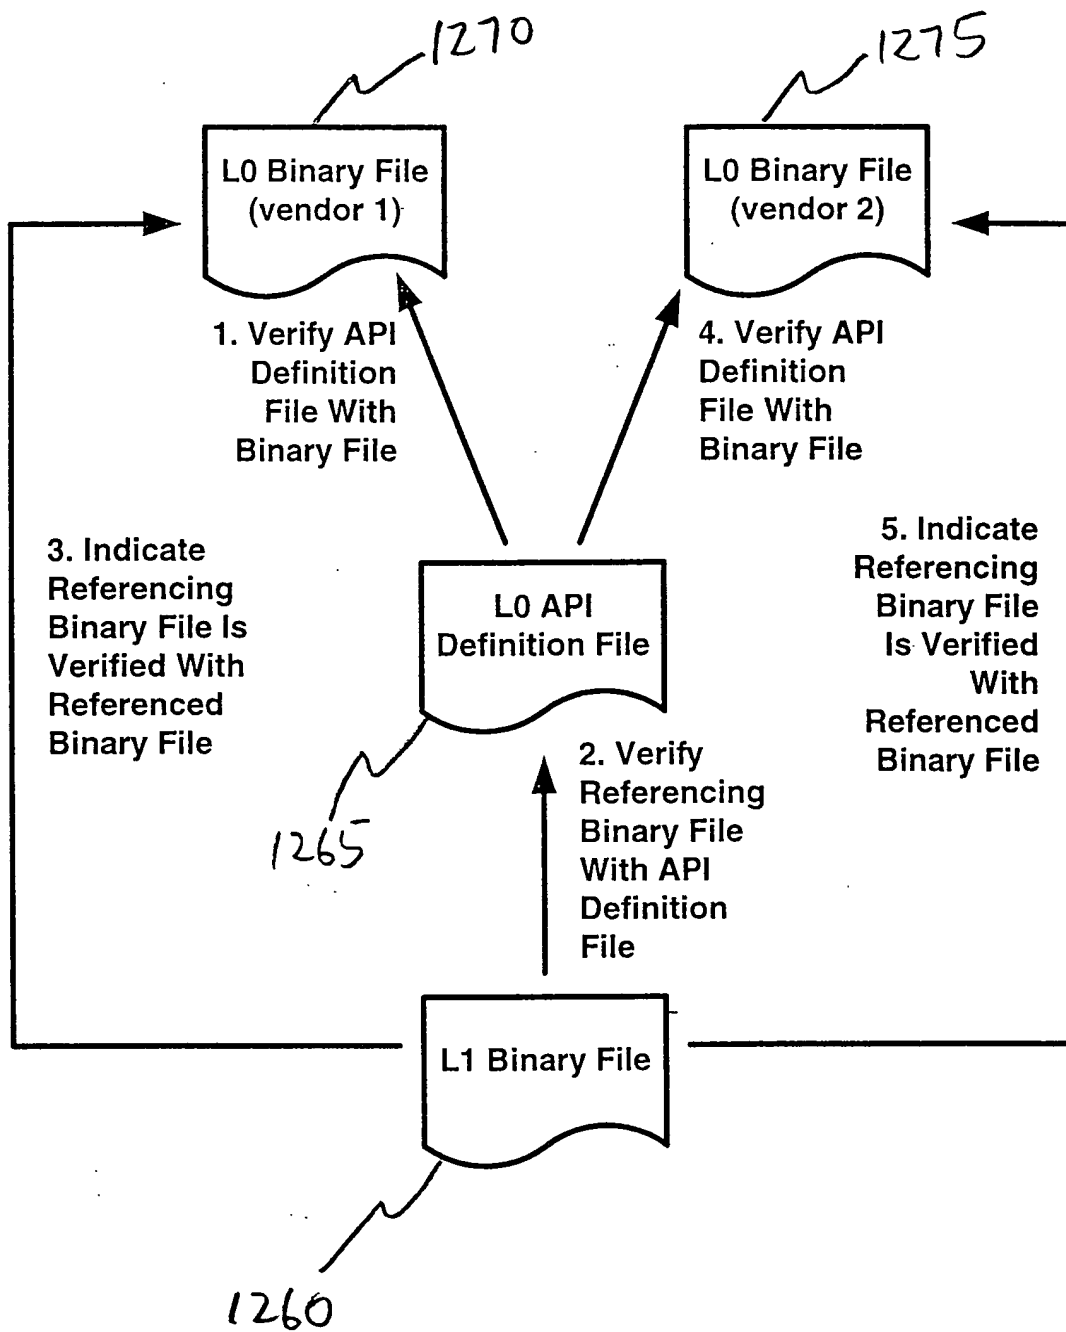 1270
1275
L0 Binary File
(vendor 1)
L0 Binary File
(vendor 2)
1. Verify API
Definition
File With
Binary File
4. Verify API
Definition
File With
Binary File
3. Indicate
Referencing
Binary File Is
Verified With
Referenced
Binary File
L0 API
Definition File
5. Indicate
Referencing
Binary File
Is Verified
With
Referenced
Binary File
1265
2. Verify
Referencing
Binary File
With API
Definition
File
L1 Binary File
1260